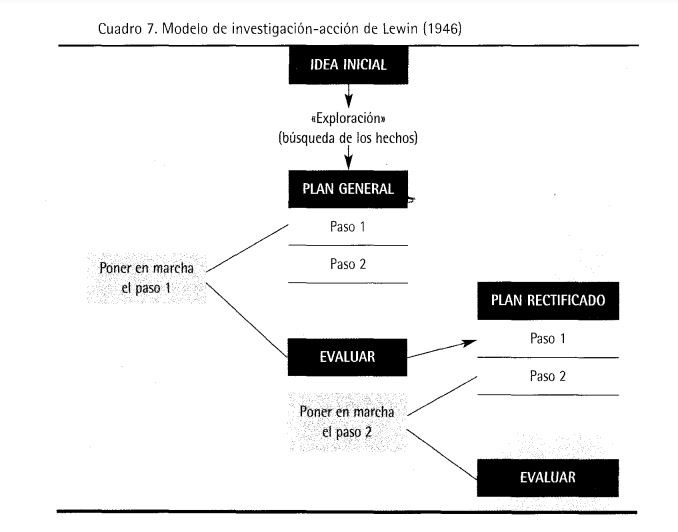 Cuadro 7. Modelo de investigación-acción de Lewin (1946)
IDEA INICIAL
«Exploración»
(búsqueda de los hechos)
PLAN GENERAL
Paso 1
Paso 2
Poner en marcha
el paso 1
EVALUAR
PLAN RECTIFICADO
Paso 1
Paso 2
Poner en marcha
el paso 2
EVALUAR